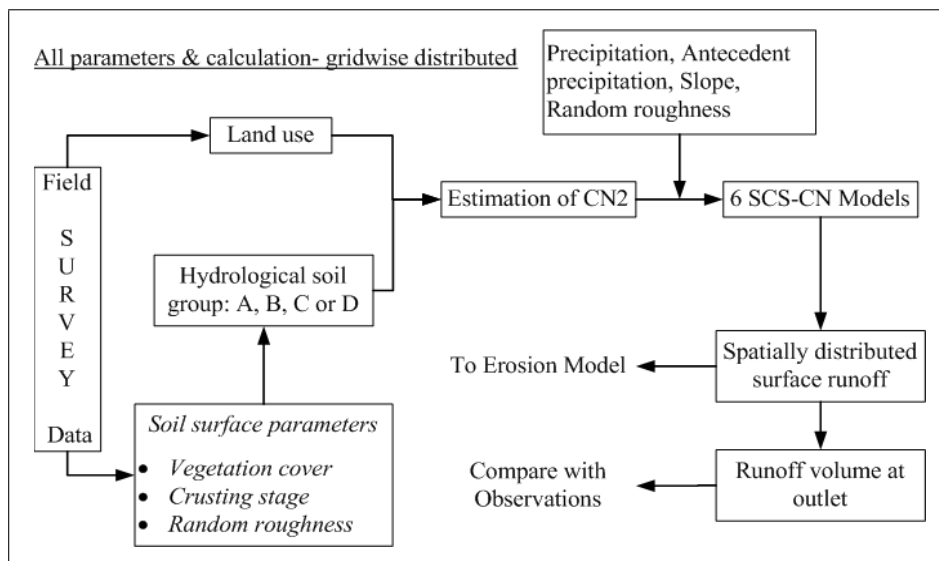 All parameters & calculation- gridwise distributed
Precipitation, Antecedent
precipitation, Slope,
Random roughness
Land use
Field
S
U
R
V
E
Y
Data
Estimation of CN2
6 SCS-CN Models
Hydrological soil
group: A, B, C or D
Soil surface parameters
• Vegetation cover
• Crusting stage
• Random roughness
To Erosion Model
Spatially distributed
surface runoff
Compare with
Observations
Runoff volume at
outlet